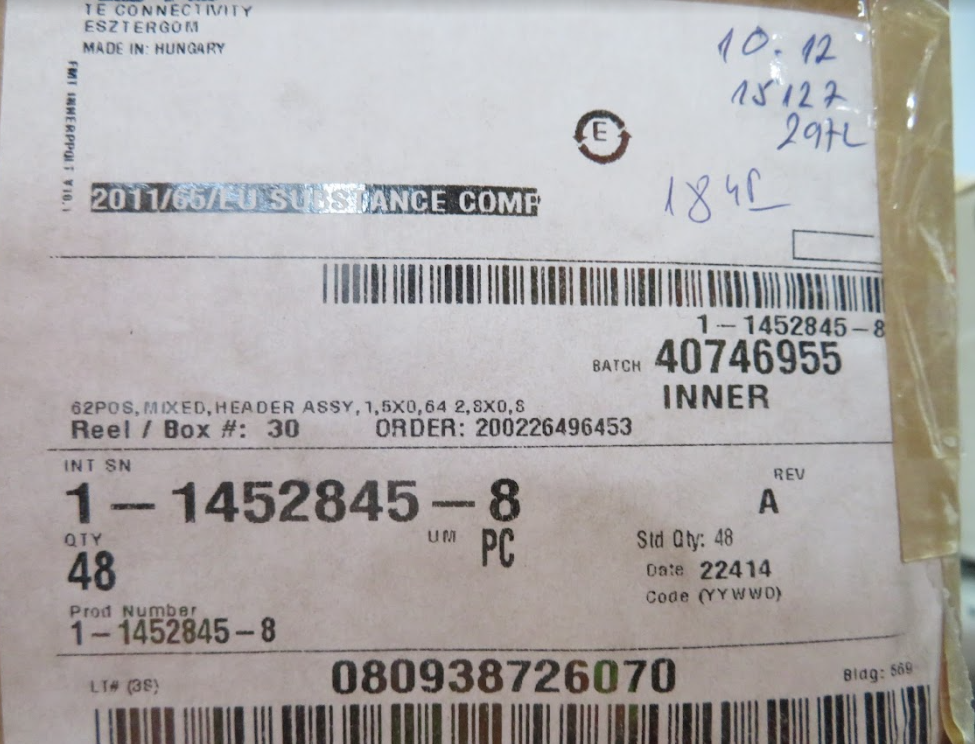 TE CONNECTIVITY
ESZTERGOM
MADE IN: HUNGARY
10.12
15127
E
2011/65/EU SUBSTANCE COMP
1-1452845-8
BATCH 40746955
INNER
62POS,MIXED,HEADER ASSY,1,5X0,64 2,8X0,8
Reel / Box #: 30 ORDER: 200226496453
INT SN
REV
1-1452845-8
A
QTY
UM PC
Std Qty: 48
48
Date 22414
Code (YYWWD)
Prod Number
1-1452845-8
LT# (3S) 080938726070 Bldg: 569